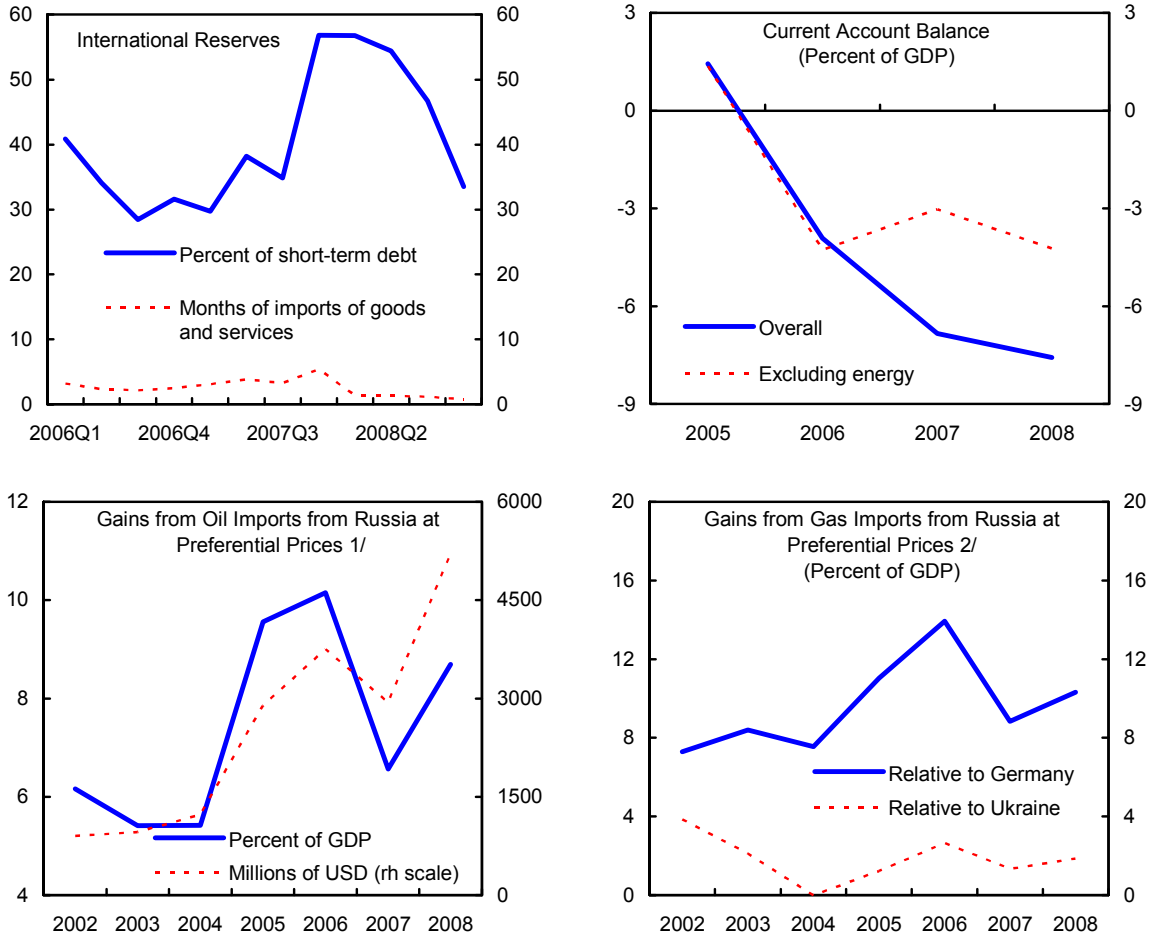 International Reserves
60
50
40
30
20
10
0
60
50
40
30
20
10
0
Percent of short-term debt
Months of imports of goods
and services
2006Q1 2006Q4 2007Q3 2008Q2
Current Account Balance
(Percent of GDP)
3
0
-3
-6
-9
3
0
-3
-6
-9
Overall
Excluding energy
2005 2006 2007 2008
Gains from Oil Imports from Russia at
Preferential Prices 1/
12
10
8
6
4
6000
4500
3000
1500
0
Percent of GDP
Millions of USD (rh scale)
2002 2003 2004 2005 2006 2007 2008
Gains from Gas Imports from Russia at
Preferential Prices 2/
(Percent of GDP)
20
16
12
8
4
0
20
16
12
8
4
0
Relative to Germany
Relative to Ukraine
2002 2003 2004 2005 2006 2007 2008